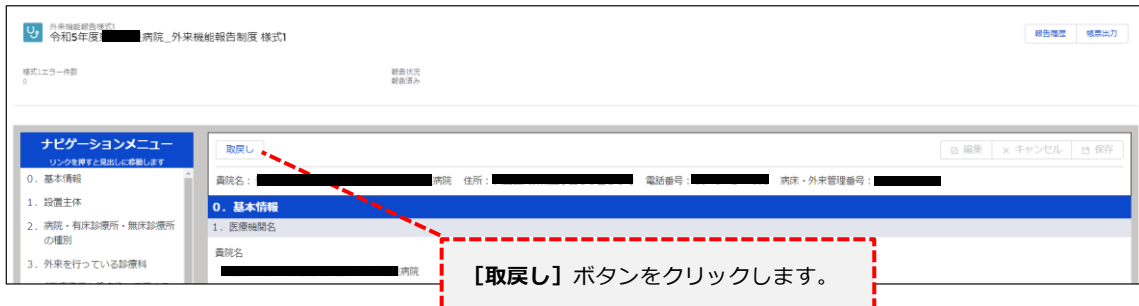 外来機能報告様式1
令和5年度 病院_外来機能報告制度 様式1
報告履歴 帳票出力
様式1エラー件数
0
報告状況
報告済み
ナビゲーションメニュー
リンクを押すと見出しに移動します
0．基本情報
1．設置主体
2．病院・有床診療所・無床診療所
の種別
3．外来を行っている診療科
取戻し
編集 × キャンセル 保存
貴院名： 病院 住所： 電話番号： 病床・外来管理番号：
0．基本情報
1．医療機関名
貴院名
病院
［取戻し］ボタンをクリックします。